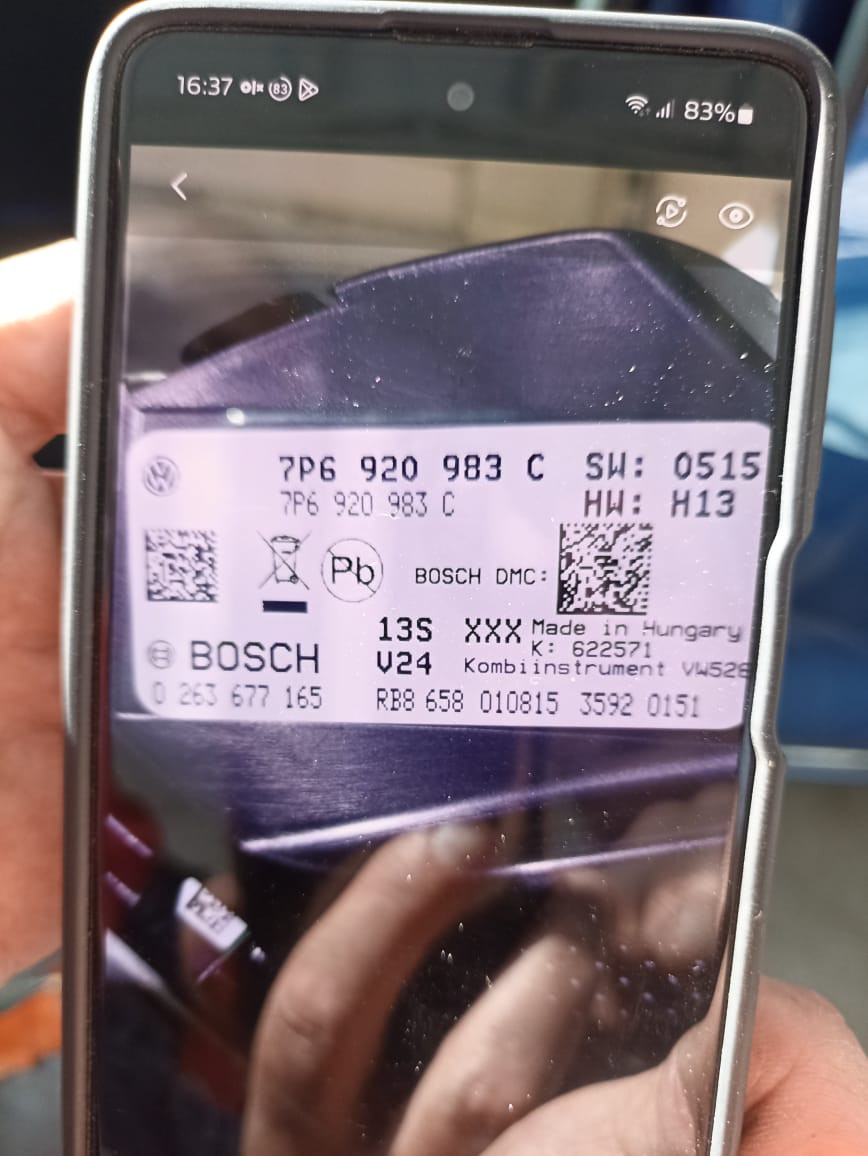 16:37 83 83%
7P6 920 983 C SW: 0515
7P6 920 983 C HW: H13
Pb BOSCH DMC:
13S XXX Made in Hungary
K: 622571
BOSCH V24 Kombiinstrument VW526
0 263 677 165 RB8 658 010815 3592 0151